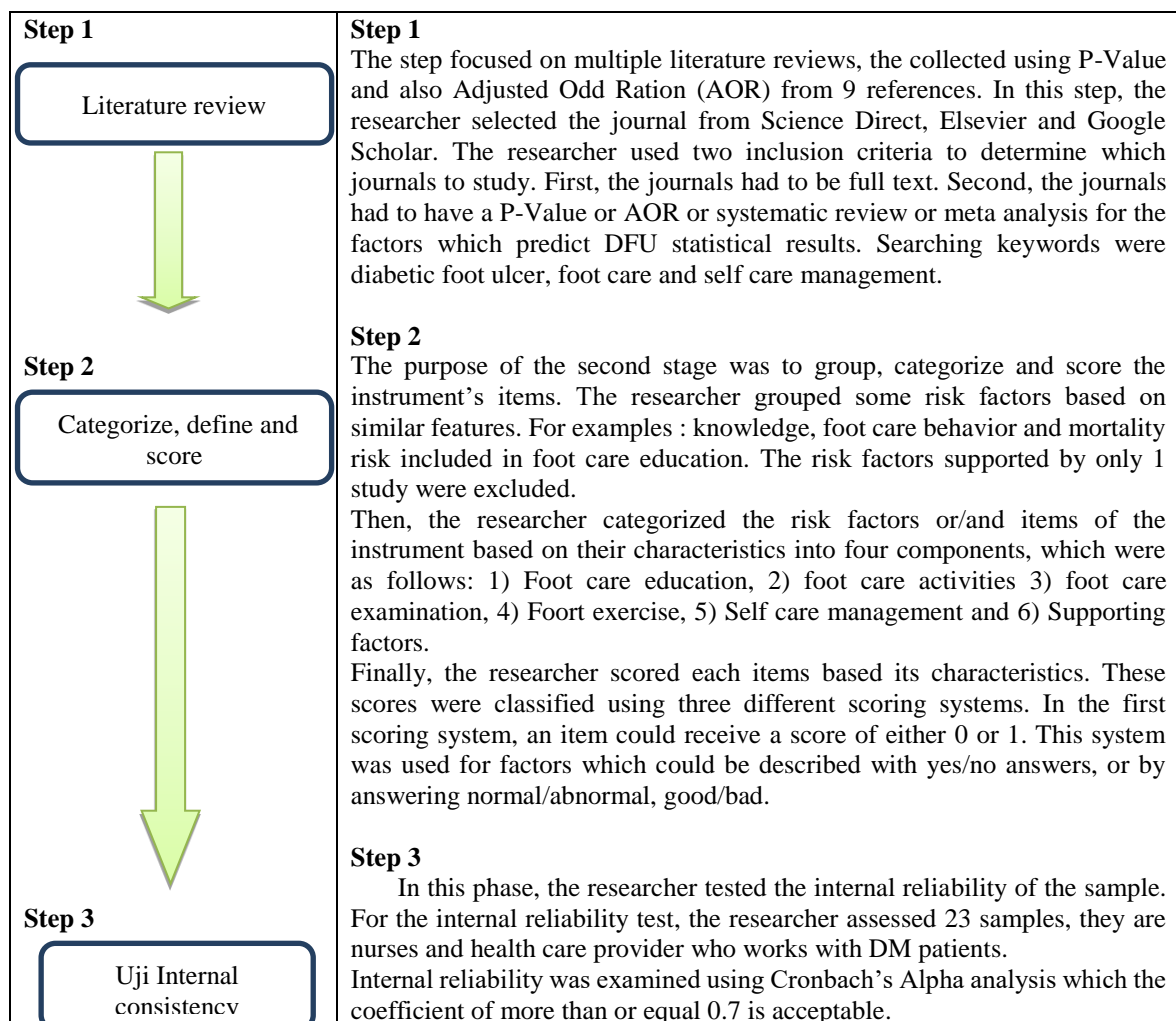 Step 1
Literature review
Step 2
Categorize, define and
score
Step 3
Uji Internal
consistency
Step 1
The step focused on multiple literature reviews, the collected using P-Value
and also Adjusted Odd Ration (AOR) from 9 references. In this step, the
researcher selected the journal from Science Direct, Elsevier and Google
Scholar. The researcher used two inclusion criteria to determine which
journals to study. First, the journals had to be full text. Second, the journals
had to have a P-Value or AOR or systematic review or meta analysis for the
factors which predict DFU statistical results. Searching keywords were
diabetic foot ulcer, foot care and self care management.
Step 2
The purpose of the second stage was to group, categorize and score the
instrument’s items. The researcher grouped some risk factors based on
similar features. For examples : knowledge, foot care behavior and mortality
risk included in foot care education. The risk factors supported by only 1
study were excluded.
Then, the researcher categorized the risk factors or/and items of the
instrument based on their characteristics into four components, which were
as follows: 1) Foot care education, 2) foot care activities 3) foot care
examination, 4) Foort exercise, 5) Self care management and 6) Supporting
factors.
Finally, the researcher scored each items based its characteristics. These
scores were classified using three different scoring systems. In the first
scoring system, an item could receive a score of either 0 or 1. This system
was used for factors which could be described with yes/no answers, or by
answering normal/abnormal, good/bad.
Step 3
In this phase, the researcher tested the internal reliability of the sample.
For the internal reliability test, the researcher assessed 23 samples, they are
nurses and health care provider who works with DM patients.
Internal reliability was examined using Cronbach’s Alpha analysis which the
coefficient of more than or equal 0.7 is acceptable.